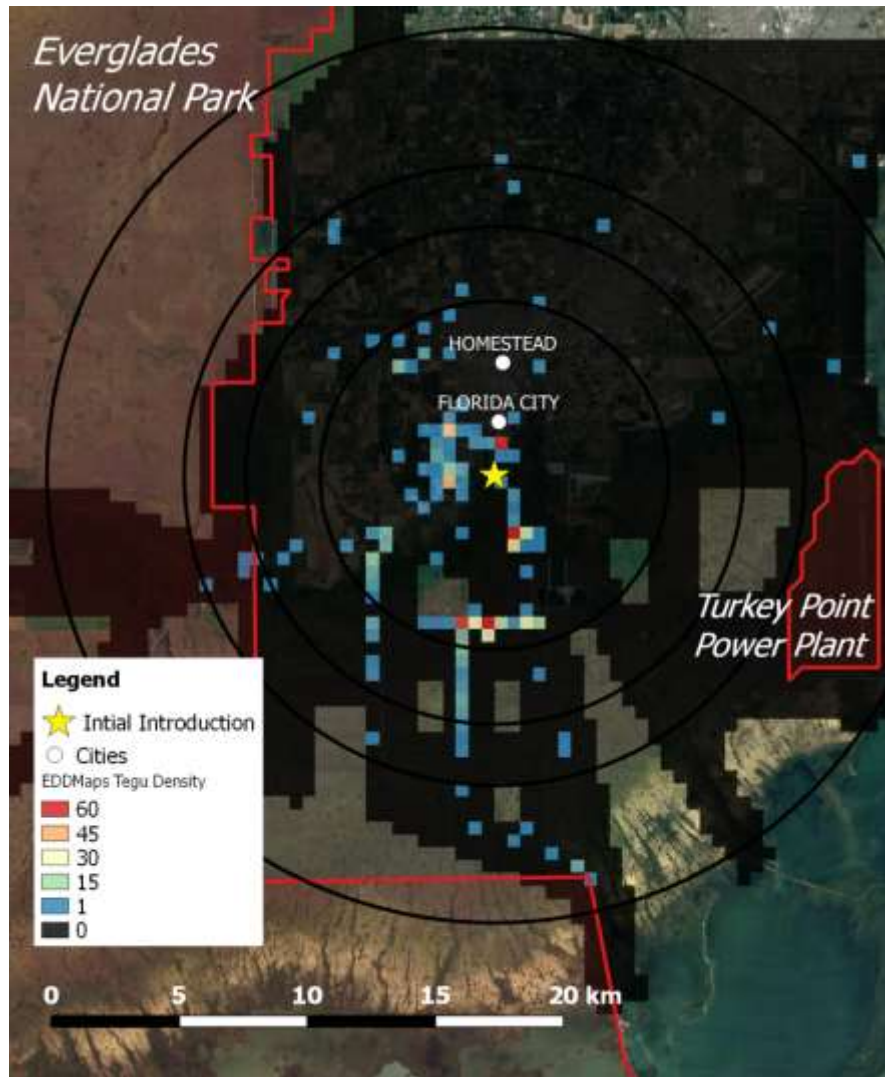 Everglades
National Park
HOMESTEAD
FLORIDA CITY
Turkey Point
Power Plant
Legend
Intial Introduction
Cities
EDDMaps Tegu Density
60
45
30
15
1
0
0 5 10 15 20 km